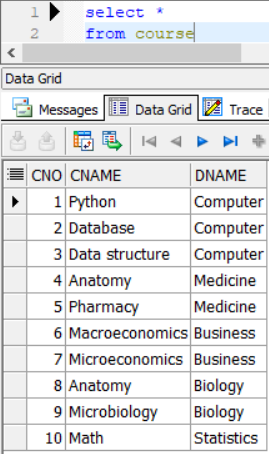 1 select *
2 from course
Data Grid
Messages Data Grid Trace
CNO CNAME DNAME
1 Python Computer
2 Database Computer
3 Data structure Computer
4 Anatomy Medicine
5 Pharmacy Medicine
6 Macroeconomics Business
7 Microeconomics Business
8 Anatomy Biology
9 Microbiology Biology
10 Math Statistics